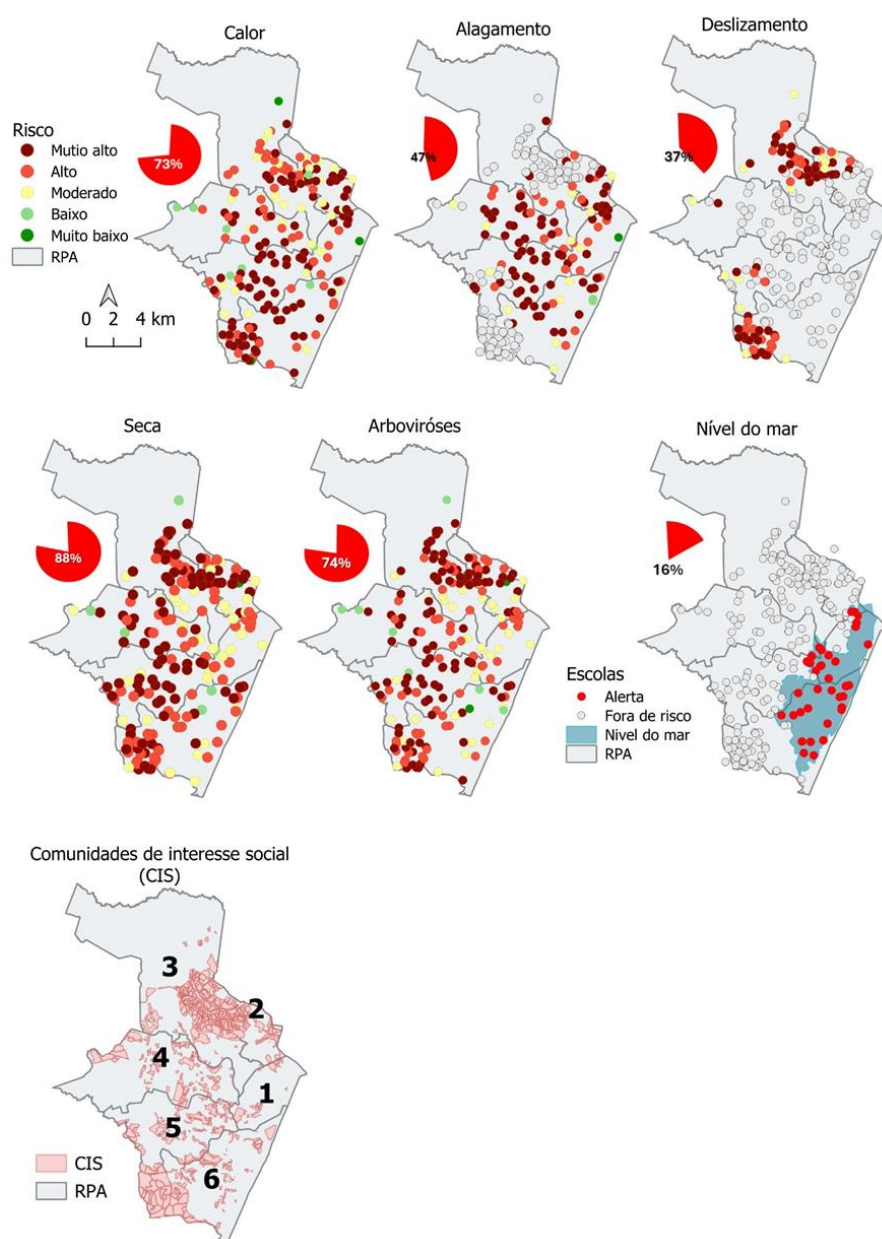 Calor
Alagamento
Deslizamento
Risco
Mutio alto
Alto
Moderado
Baixo
Muito baixo
RPA
73%
47%
37%
0 2 4 km
Seca
Arboviróses
Nível do mar
88%
74%
16%
Escolas
Alerta
Fora de risco
Nivel do mar
RPA
Comunidades de interesse social
(CIS)
3
2
4
1
5
6
CIS
RPA